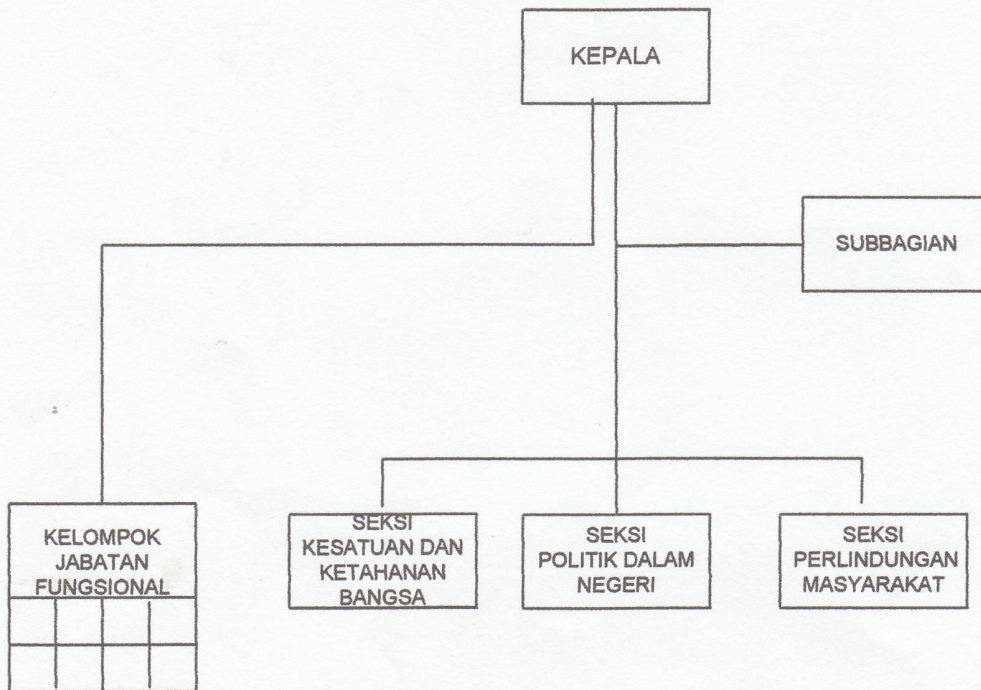 KEPALA
SUBBAGIAN
KELOMPOK
JABATAN
FUNGSIONAL
SEKSI
KESATUAN DAN
KETAHANAN
BANGSA
SEKSI
POLITIK DALAM
NEGERI
SEKSI
PERLINDUNGAN
MASYARAKAT